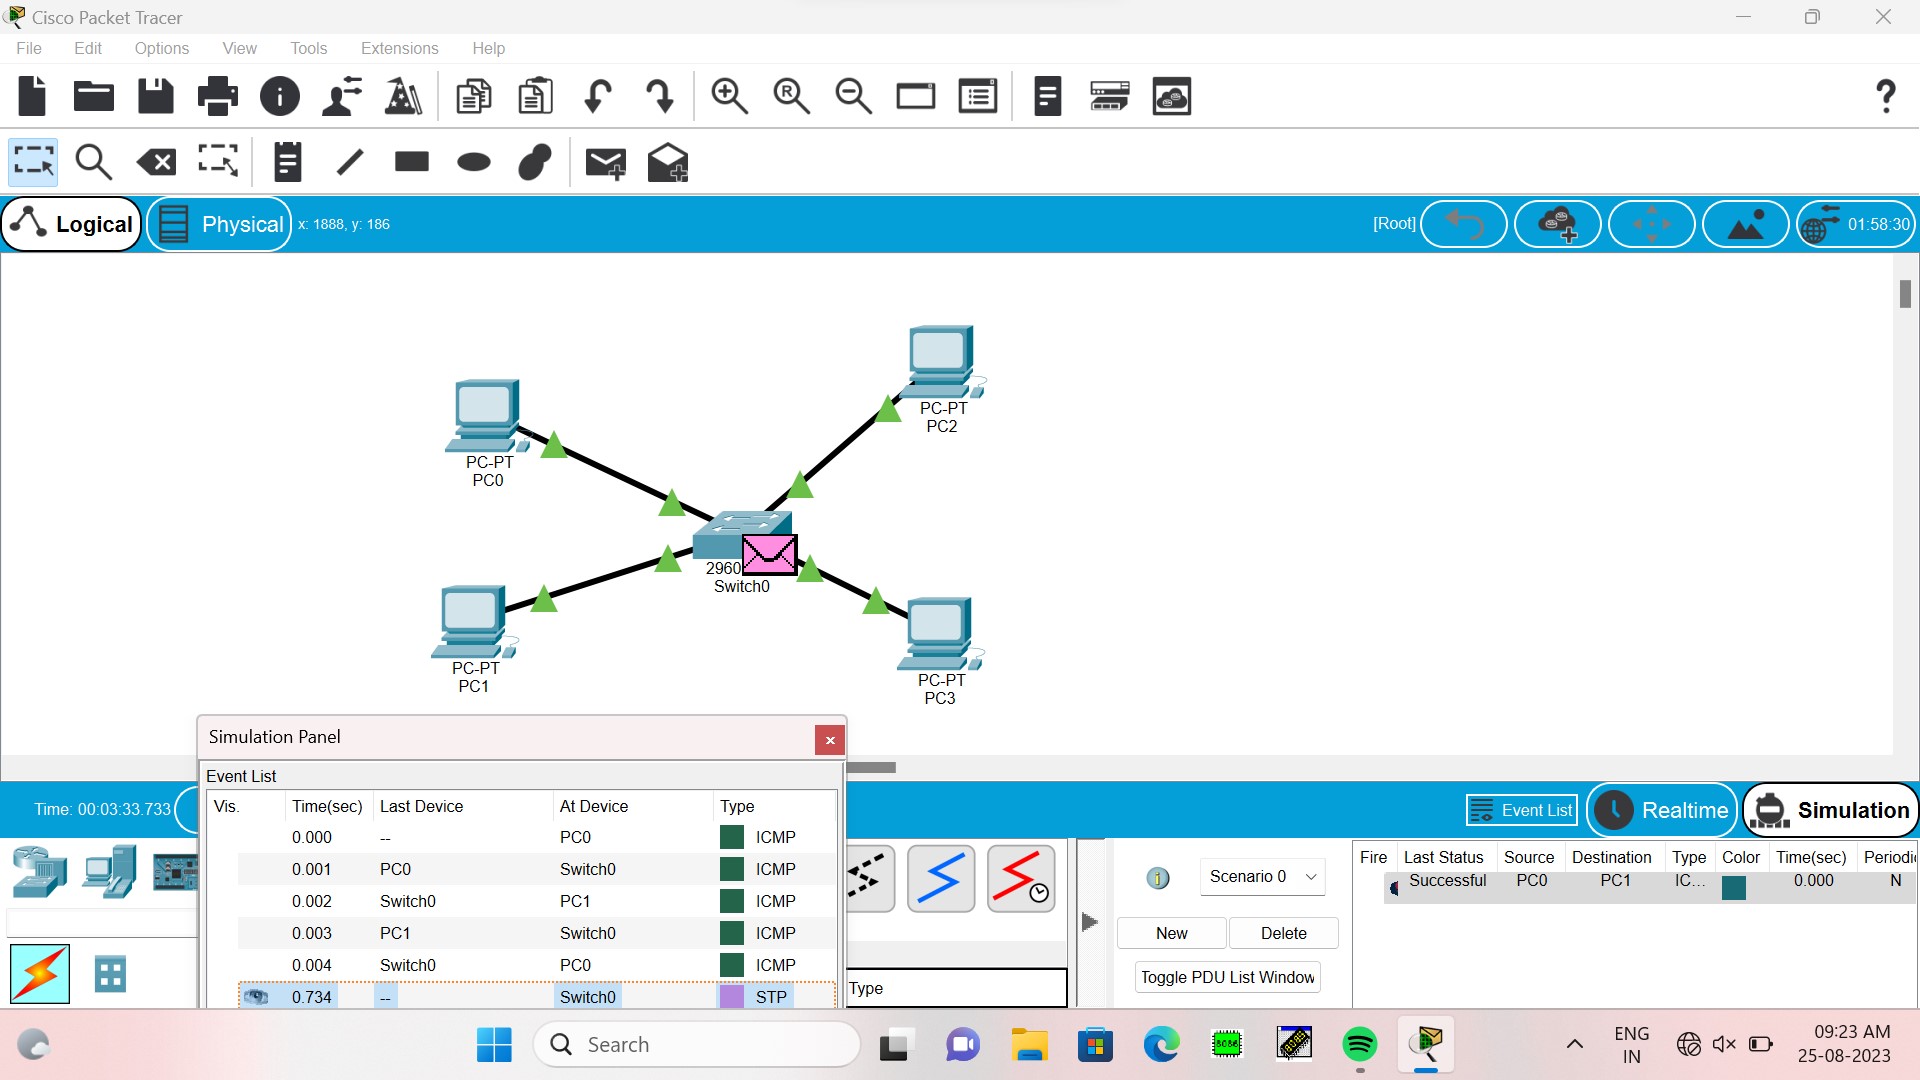 Cisco Packet Tracer
File Edit Options View Tools Extensions Help
R
?
Logical Physical x: 1888, y: 186 [Root] 01:58:30
PC-PT
PC2
PC-PT
PC0
2960
Switch0
PC-PT
PC1
PC-PT
PC3
Simulation Panel
Event List
Vis. Time(sec) Last Device At Device Type
0.000 -- PC0 ICMP
0.001 PC0 Switch0 ICMP
0.002 Switch0 PC1 ICMP
0.003 PC1 Switch0 ICMP
0.004 Switch0 PC0 ICMP
0.734 -- Switch0 STP
Time: 00:03:33.733
Event List Realtime Simulation
Type
Scenario 0
New Delete
Toggle PDU List Window
Fire Last Status Source Destination Type Color Time(sec) Periodic
Successful PC0 PC1 IC... 0.000 N
Search
8086
ENG
IN
09:23 AM
25-08-2023